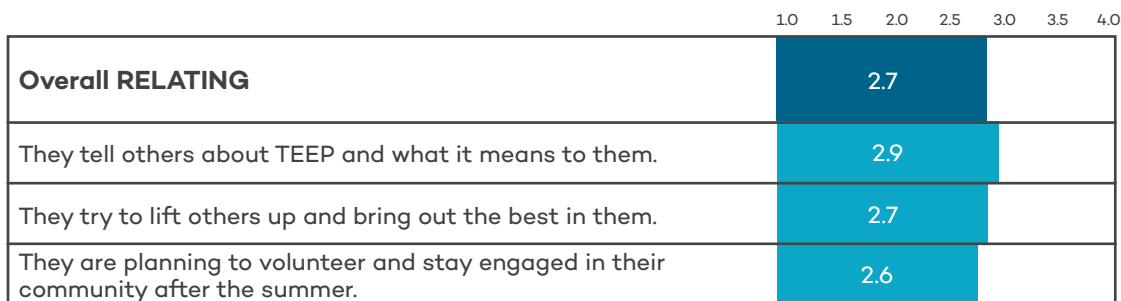 1.0 1.5 2.0 2.5 3.0 3.5 4.0
Overall RELATING 2.7
They tell others about TEEP and what it means to them. 2.9
They try to lift others up and bring out the best in them. 2.7
They are planning to volunteer and stay engaged in their
community after the summer. 2.6